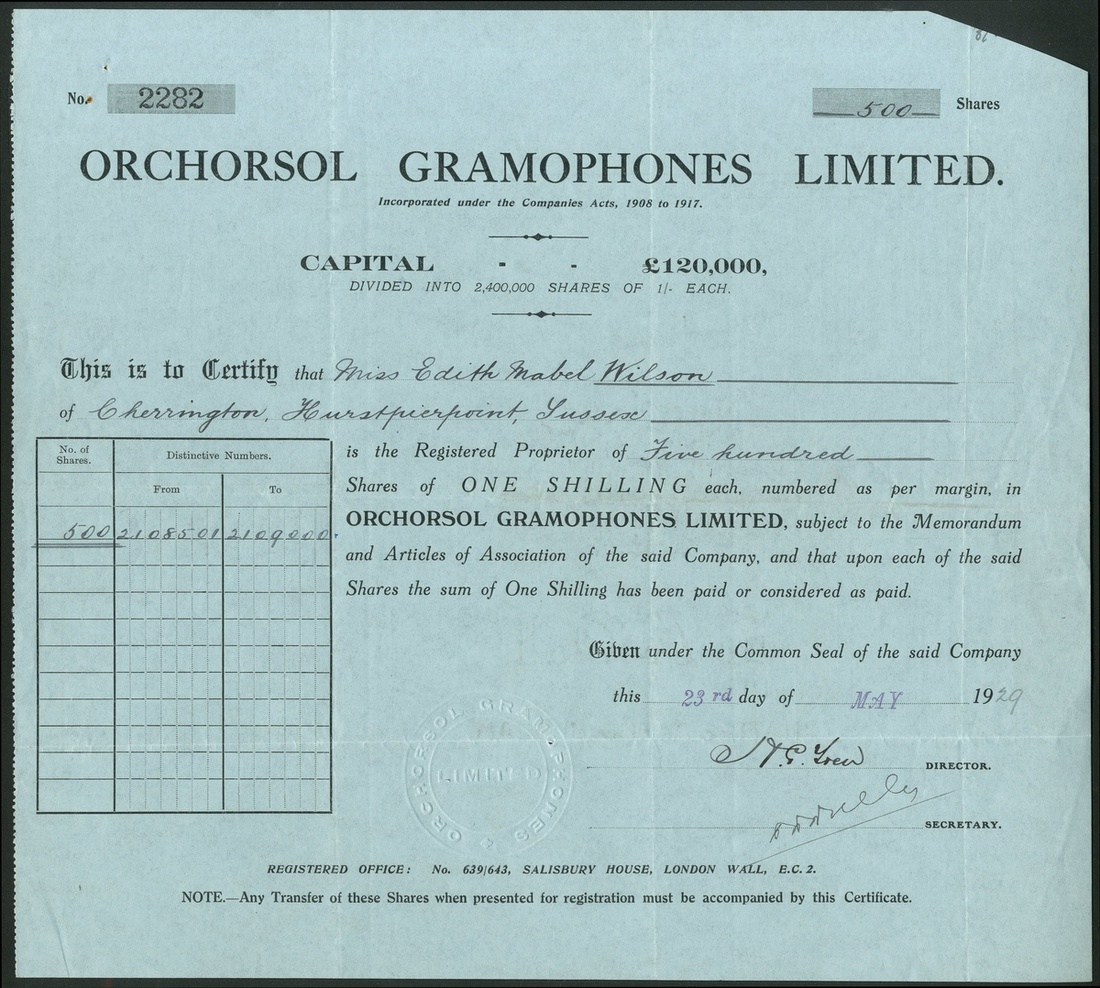 No. 2282
500 Shares
ORCHORSOL GRAMOPHONES LIMITED.
Incorporated under the Companies Acts, 1908 to 1917.
CAPITAL - - £120,000,
DIVIDED INTO 2,400,000 SHARES OF 1/- EACH.
This is to Certify that Miss Edith Mabel Wilson
of Cherrington, Hurstpierpoint, Sussex
is the Registered Proprietor of Five hundred
Shares of ONE SHILLING each, numbered as per margin, in
ORCHORSOL GRAMOPHONES LIMITED, subject to the Memorandum
and Articles of Association of the said Company, and that upon each of the said
Shares the sum of One Shilling has been paid or considered as paid.
No. of Shares. Distinctive Numbers.
From To
500 2108501 2109000
Given under the Common Seal of the said Company
this 23rd day of MAY 1929
DIRECTOR.
SECRETARY.
ORCHORSOL GRAMOPHONES
LIMITED
REGISTERED OFFICE: No. 639/643, SALISBURY HOUSE, LONDON WALL, E.C. 2.
NOTE.—Any Transfer of these Shares when presented for registration must be accompanied by this Certificate.